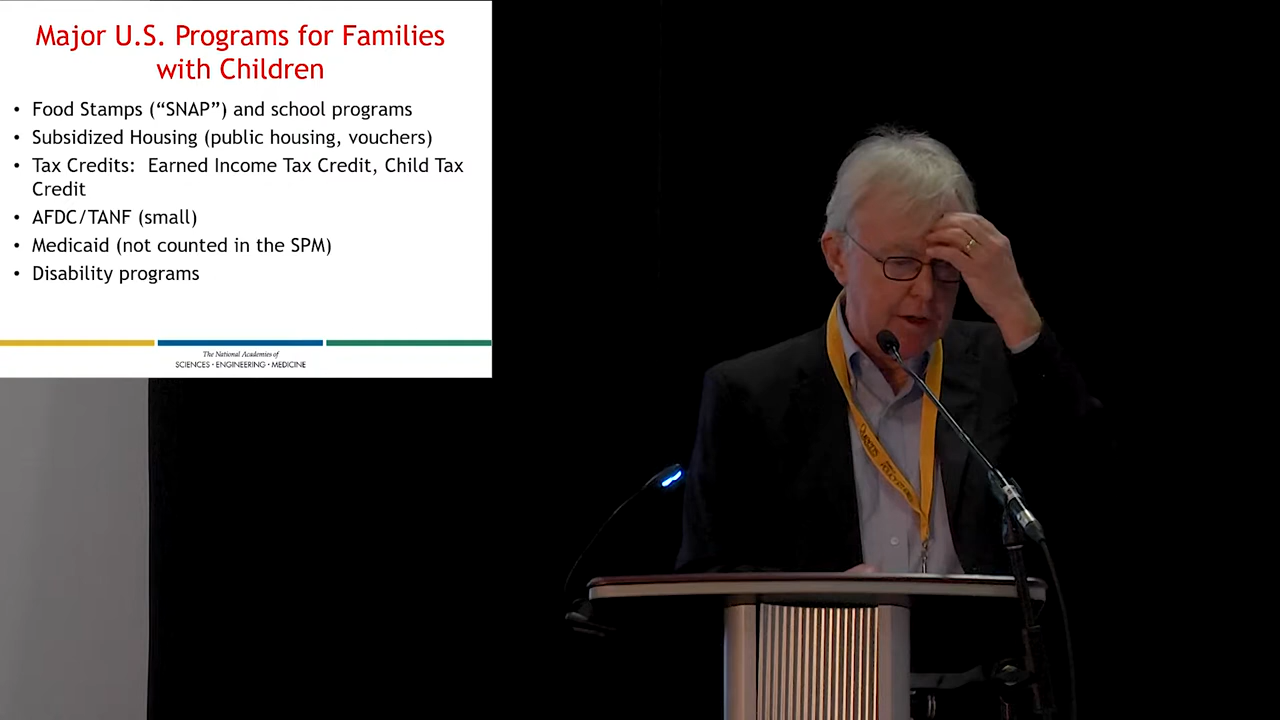 Major U.S. Programs for Families
with Children
• Food Stamps (“SNAP”) and school programs
• Subsidized Housing (public housing, vouchers)
• Tax Credits:  Earned Income Tax Credit, Child Tax
Credit
• AFDC/TANF (small)
• Medicaid (not counted in the SPM)
• Disability programs
The National Academies of
SCIENCES • ENGINEERING • MEDICINE